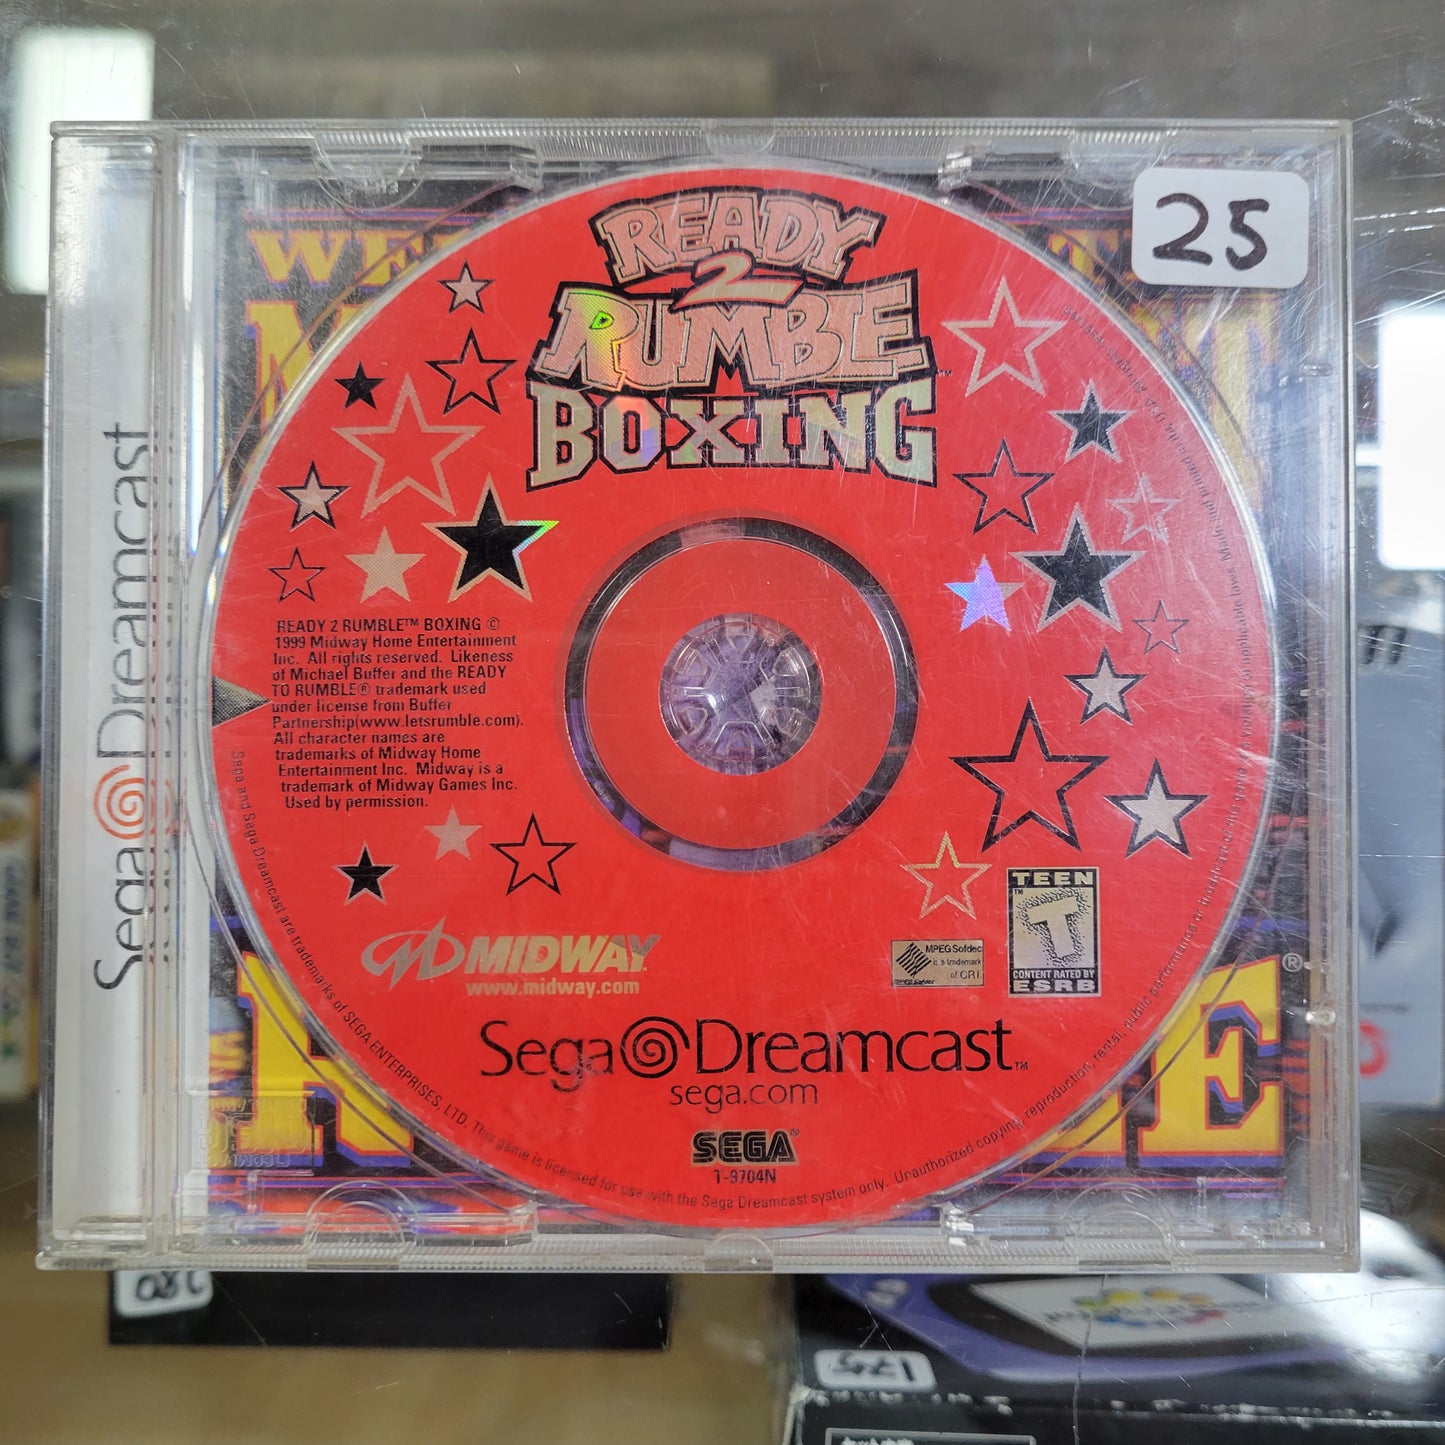 25
READY
2
RUMBLE™
BOXING
READY 2 RUMBLE™ BOXING ©
1999 Midway Home Entertainment
Inc. All rights reserved. Likeness
of Michael Buffer and the READY
TO RUMBLE® trademark used
under license from Buffer
Partnership(www.letsrumble.com).
All character names are
trademarks of Midway Home
Entertainment Inc. Midway is a
trademark of Midway Games Inc.
Used by permission.
MIDWAY
www.midway.com
MPEG Sofdec
is a trademark
of CRI
TEEN
T
CONTENT RATED BY
ESRB
Sega Dreamcast™
sega.com
SEGA®
T-9704N
Sega and Sega Dreamcast are trademarks of SEGA ENTERPRISES, LTD. This game is licensed for use with the Sega Dreamcast system only. Unauthorized copying, reproduction, rental, public performance
Sega Dreamcast
175